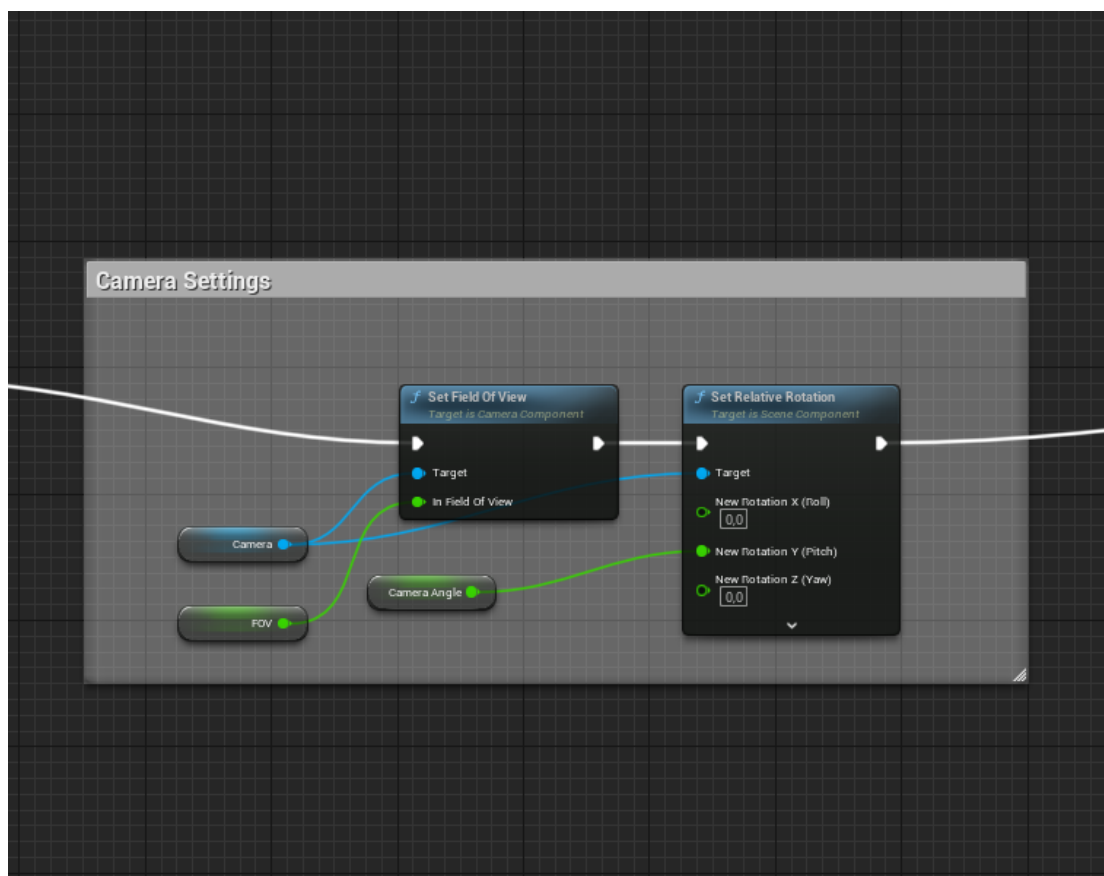 Camera Settings
Set Field Of View
Target is Camera Component
Target
In Field Of View
Camera
FOV
Camera Angle
Set Relative Rotation
Target is Scene Component
Target
New Rotation X (Roll)
0,0
New Rotation Y (Pitch)
New Rotation Z (Yaw)
0,0